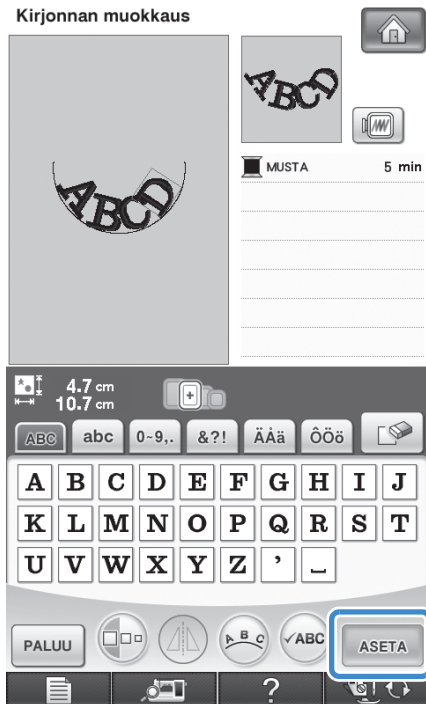 Kirjonnan muokkaus
ABCD
MUSTA 5 min
ABCD
4.7 cm
10.7 cm
ABC abc 0~9,. &?! ÄÅä ÔÖö
A B C D E F G H I J
K L M N O P Q R S T
U V W X Y Z ’ ⎵
PALUU A B C ✓ABC ASETA
?